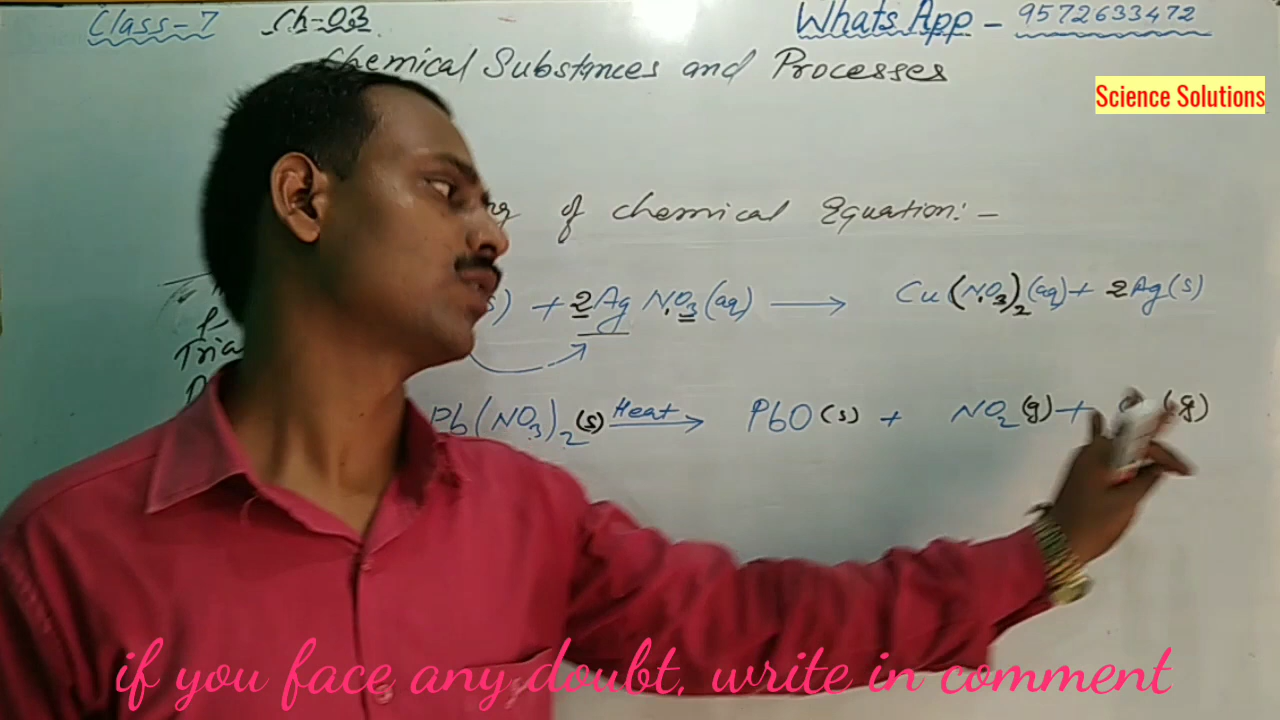 Class-7 Ch-03 WhatsApp - 9572633472
Chemical Substances and Processes
Science Solutions
of chemical Equation:-
+ 2AgNO3(aq) ⟶ Cu(NO3)2(aq) + 2Ag(s)
Pb(NO3)2(s) Heat⟶ PbO(s) + NO2(g) + (g)
if you face any doubt, write in comment